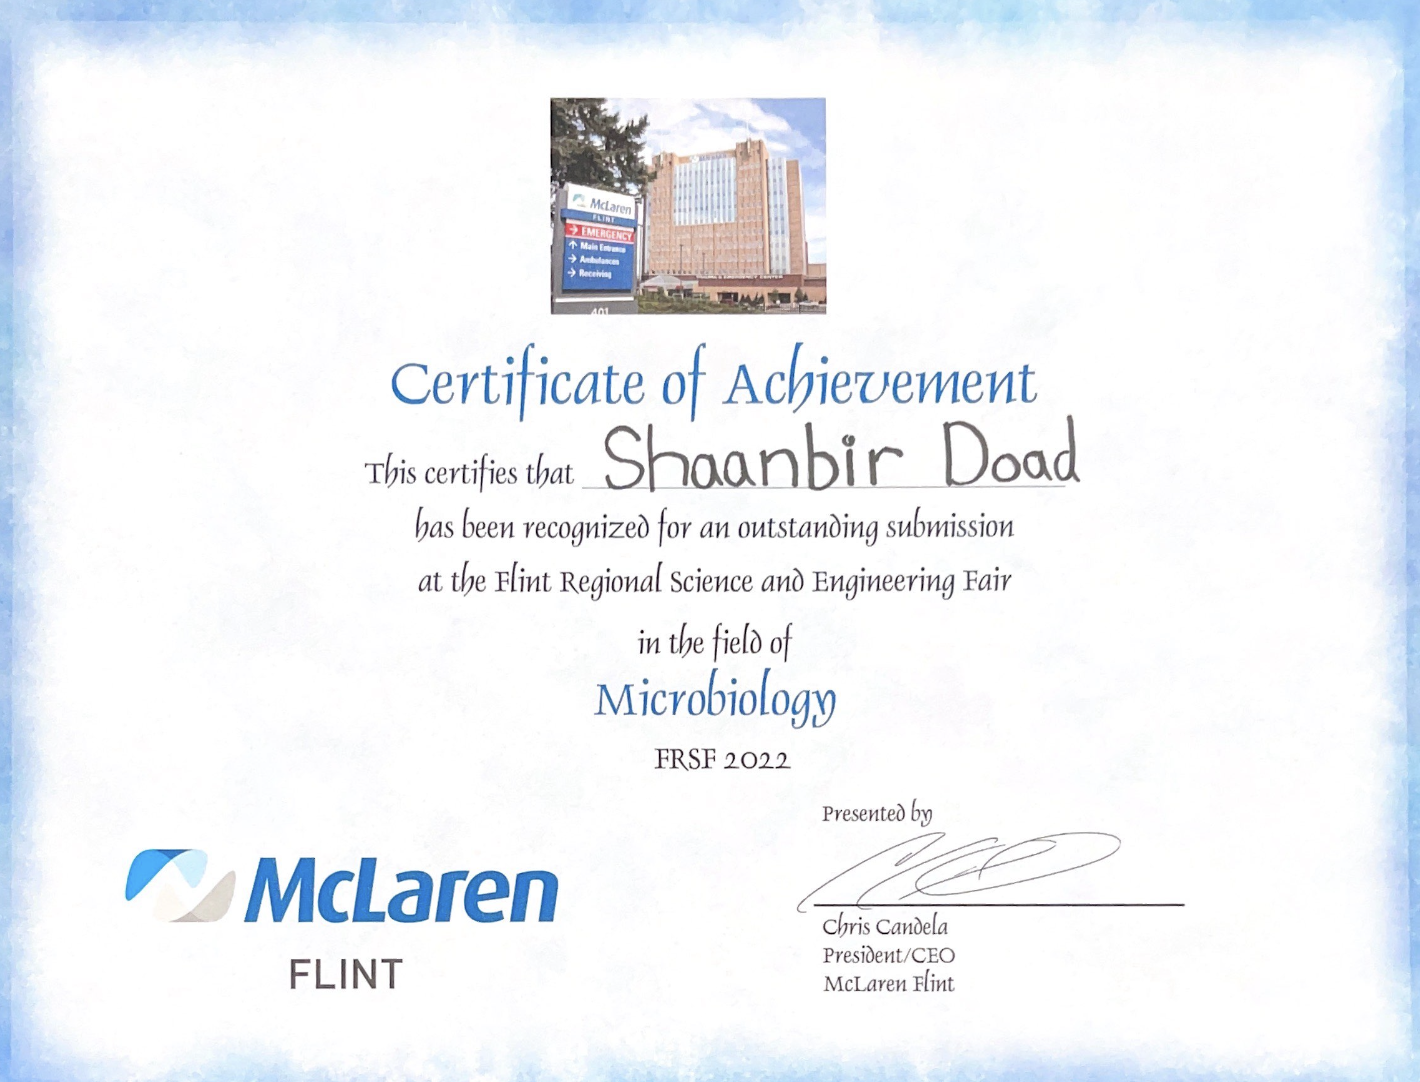 McLaren
FLINT
→ EMERGENCY
↑ Main Entrance
→ Ambulances
→ Receiving
401
Certificate of Achievement
This certifies that Shaanbir Doad
has been recognized for an outstanding submission
at the Flint Regional Science and Engineering Fair
in the field of
Microbiology
FRSF 2022
Presented by
Chris Candela
President/CEO
McLaren Flint
McLaren
FLINT